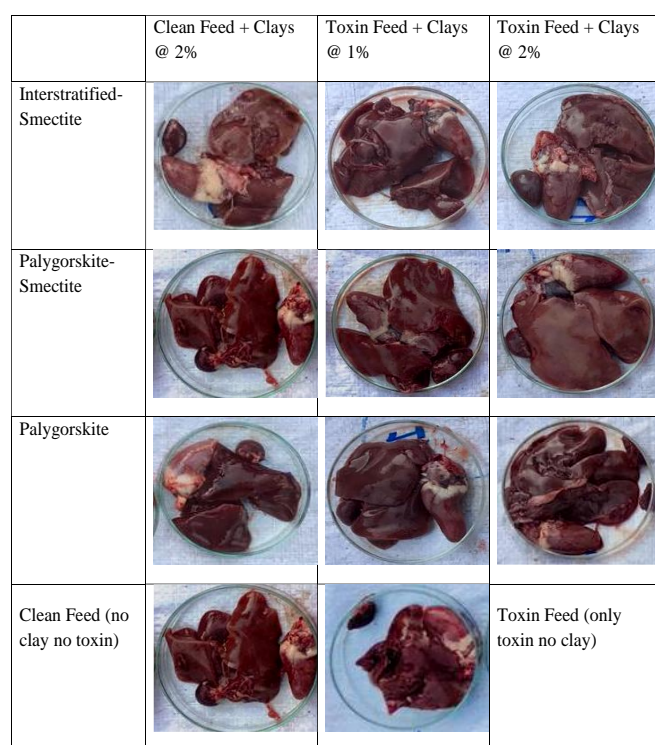 Clean Feed + Clays
@ 2%
Toxin Feed + Clays
@ 1%
Toxin Feed + Clays
@ 2%
Interstratified-
Smectite
Palygorskite-
Smectite
Palygorskite
Clean Feed (no
clay no toxin)
Toxin Feed (only
toxin no clay)